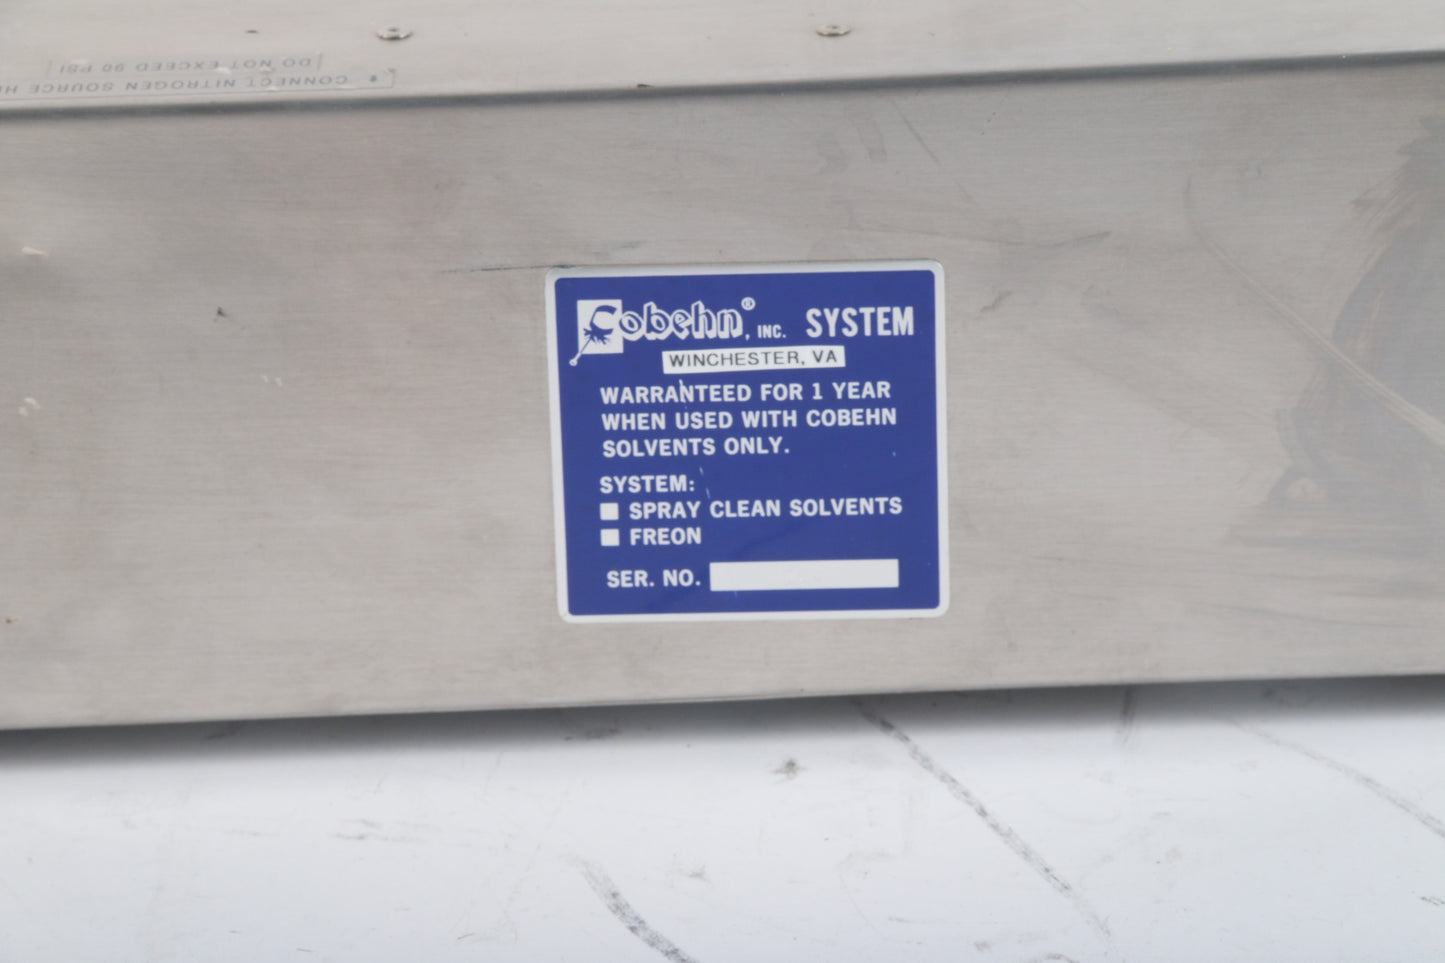 CONNECT NITROGEN SOURCE
DO NOT EXCEED 90 PSI
Cobehn®, INC. SYSTEM
WINCHESTER, VA
WARRANTEED FOR 1 YEAR
WHEN USED WITH COBEHN
SOLVENTS ONLY.
SYSTEM:
SPRAY CLEAN SOLVENTS
FREON
SER. NO.